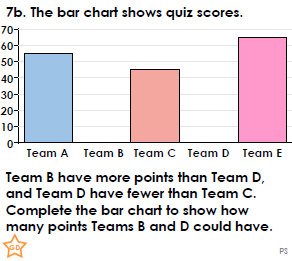 7b. The bar chart shows quiz scores.
70
60
50
40
30
20
10
0
Team A Team B Team C Team D Team E
Team B have more points than Team D,
and Team D have fewer than Team C.
Complete the bar chart to show how
many points Teams B and D could have.
GD
PS